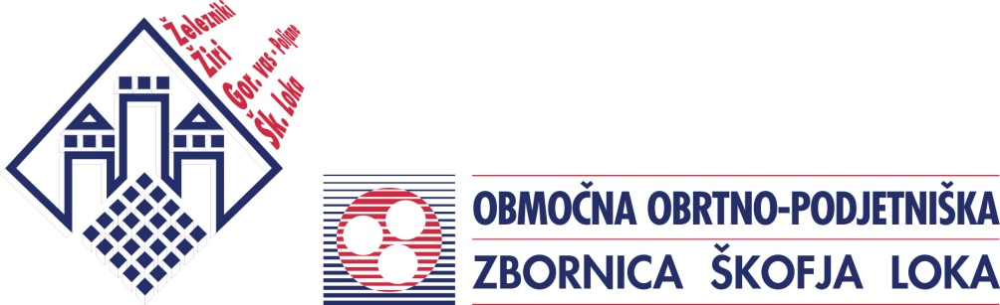 Železniki
Žiri
Gor. vas - Poljane
Šk. Loka
OBMOČNA OBRTNO-PODJETNIŠKA
ZBORNICA ŠKOFJA LOKA